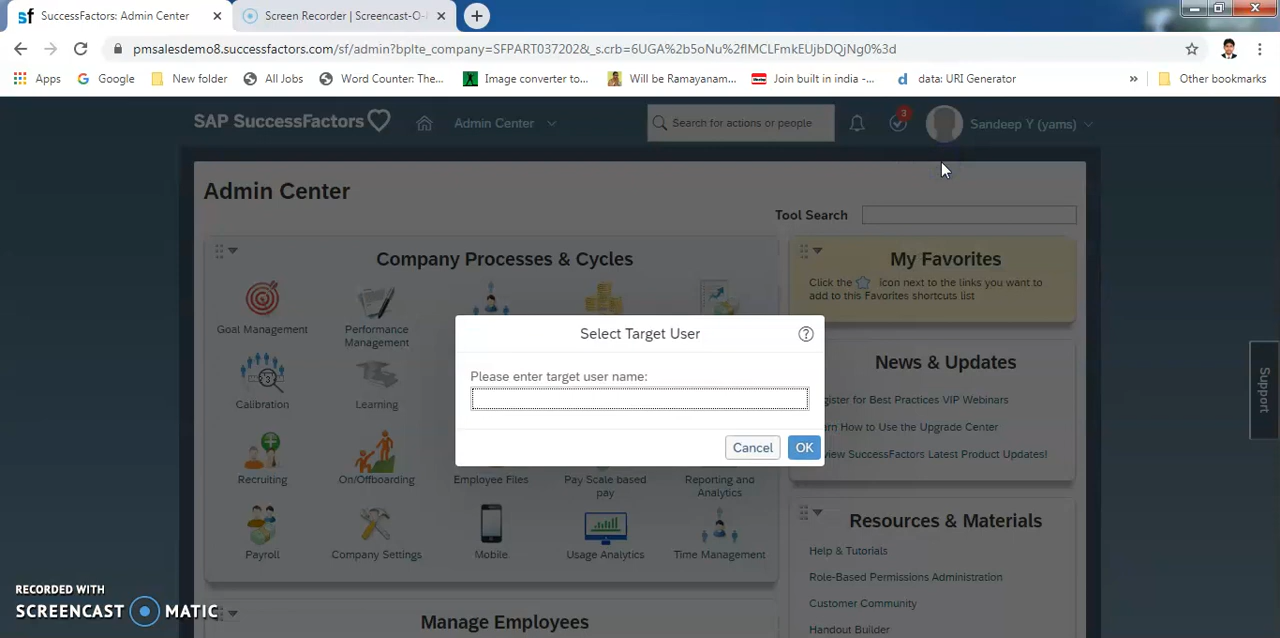 SuccessFactors: Admin Center
Screen Recorder | Screencast-O-
pmsalesdemo8.successfactors.com/sf/admin?bplte_company=SFPART037202&_s.crb=6UGA%2b5oNu%2flMCLFmkEUjbDQjNg0%3d
Apps Google New folder All Jobs Word Counter: The... Image converter to... Will be Ramayanan... Join built in india -... data: URI Generator » Other bookmarks
SAP SuccessFactors Admin Center Search for actions or people 3 Sandeep Y (yams)
Admin Center
Tool Search
Company Processes & Cycles
Goal Management
Performance Management
Calibration
Learning
Recruiting
On/Offboarding
Employee Files
Pay Scale based pay
Reporting and Analytics
Payroll
Company Settings
Mobile
Usage Analytics
Time Management
Manage Employees
Select Target User
Please enter target user name:
Cancel OK
My Favorites
Click the icon next to the links you want
to add to this Favorites shortcuts list
News & Updates
gister for Best Practices VIP Webinars
rn How to Use the Upgrade Center
iew SuccessFactors Latest Product Updates!
Resources & Materials
Help & Tutorials
Role-Based Permissions Administration
Customer Community
Handout Builder
Support
RECORDED WITH
SCREENCAST MATIC